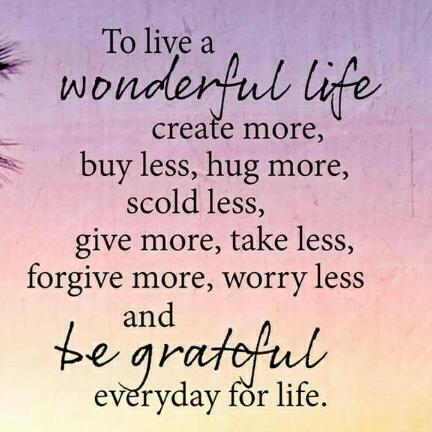 To live a
wonderful life
create more,
buy less, hug more,
scold less,
give more, take less,
forgive more, worry less
and
be grateful
everyday for life.